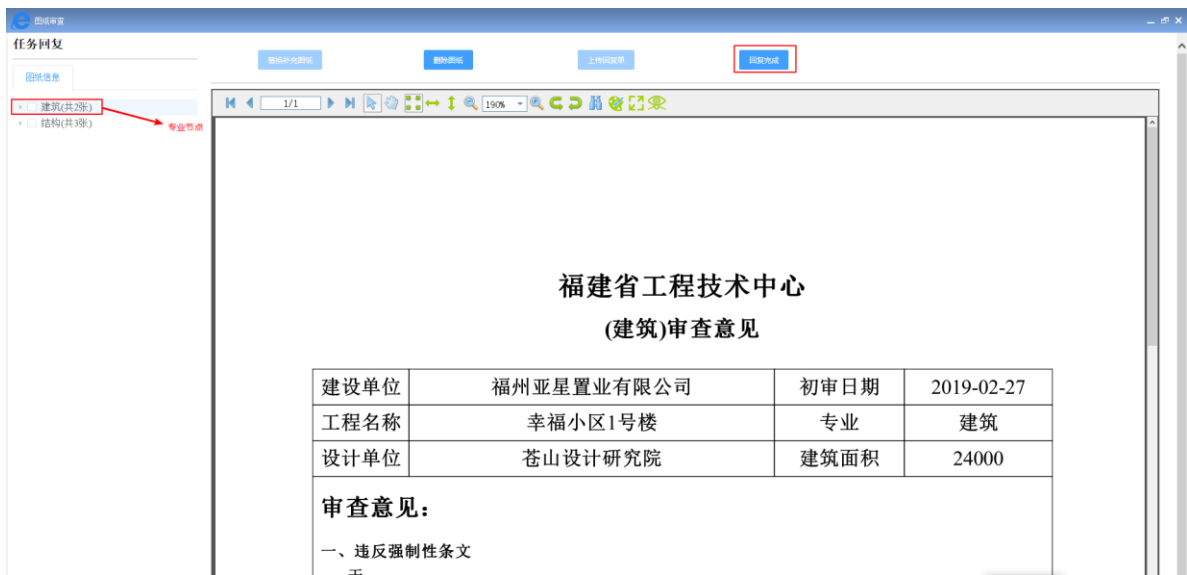 图纸审查
任务回复
替换补充图纸
删除图纸
上传回复单
回复完成
图纸信息
建筑(共2张)
结构(共3张)
专业节点
1/1
190%
福建省工程技术中心
(建筑)审查意见
建设单位 福州亚星置业有限公司 初审日期 2019-02-27
工程名称 幸福小区1号楼 专业 建筑
设计单位 苍山设计研究院 建筑面积 24000
审查意见：
一、违反强制性条文